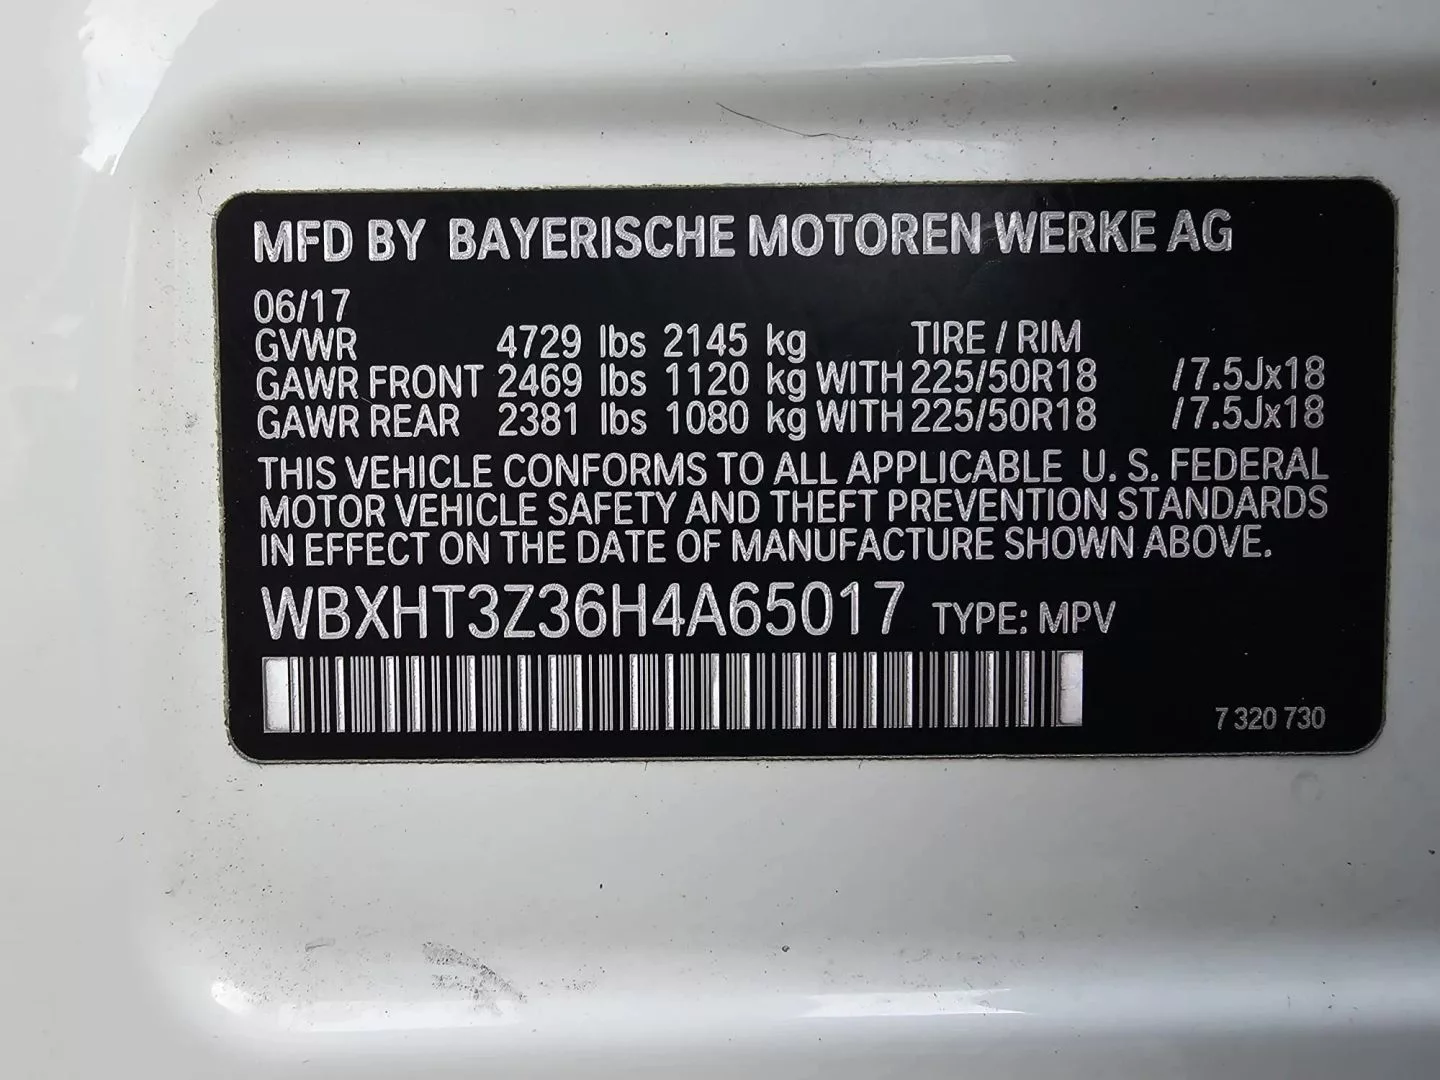 MFD BY BAYERISCHE MOTOREN WERKE AG
06/17
GVWR 4729 lbs 2145 kg TIRE / RIM
GAWR FRONT 2469 lbs 1120 kg WITH 225/50R18 /7.5Jx18
GAWR REAR 2381 lbs 1080 kg WITH 225/50R18 /7.5Jx18
THIS VEHICLE CONFORMS TO ALL APPLICABLE U. S. FEDERAL
MOTOR VEHICLE SAFETY AND THEFT PREVENTION STANDARDS
IN EFFECT ON THE DATE OF MANUFACTURE SHOWN ABOVE.
WBXHT3Z36H4A65017 TYPE: MPV
7 320 730